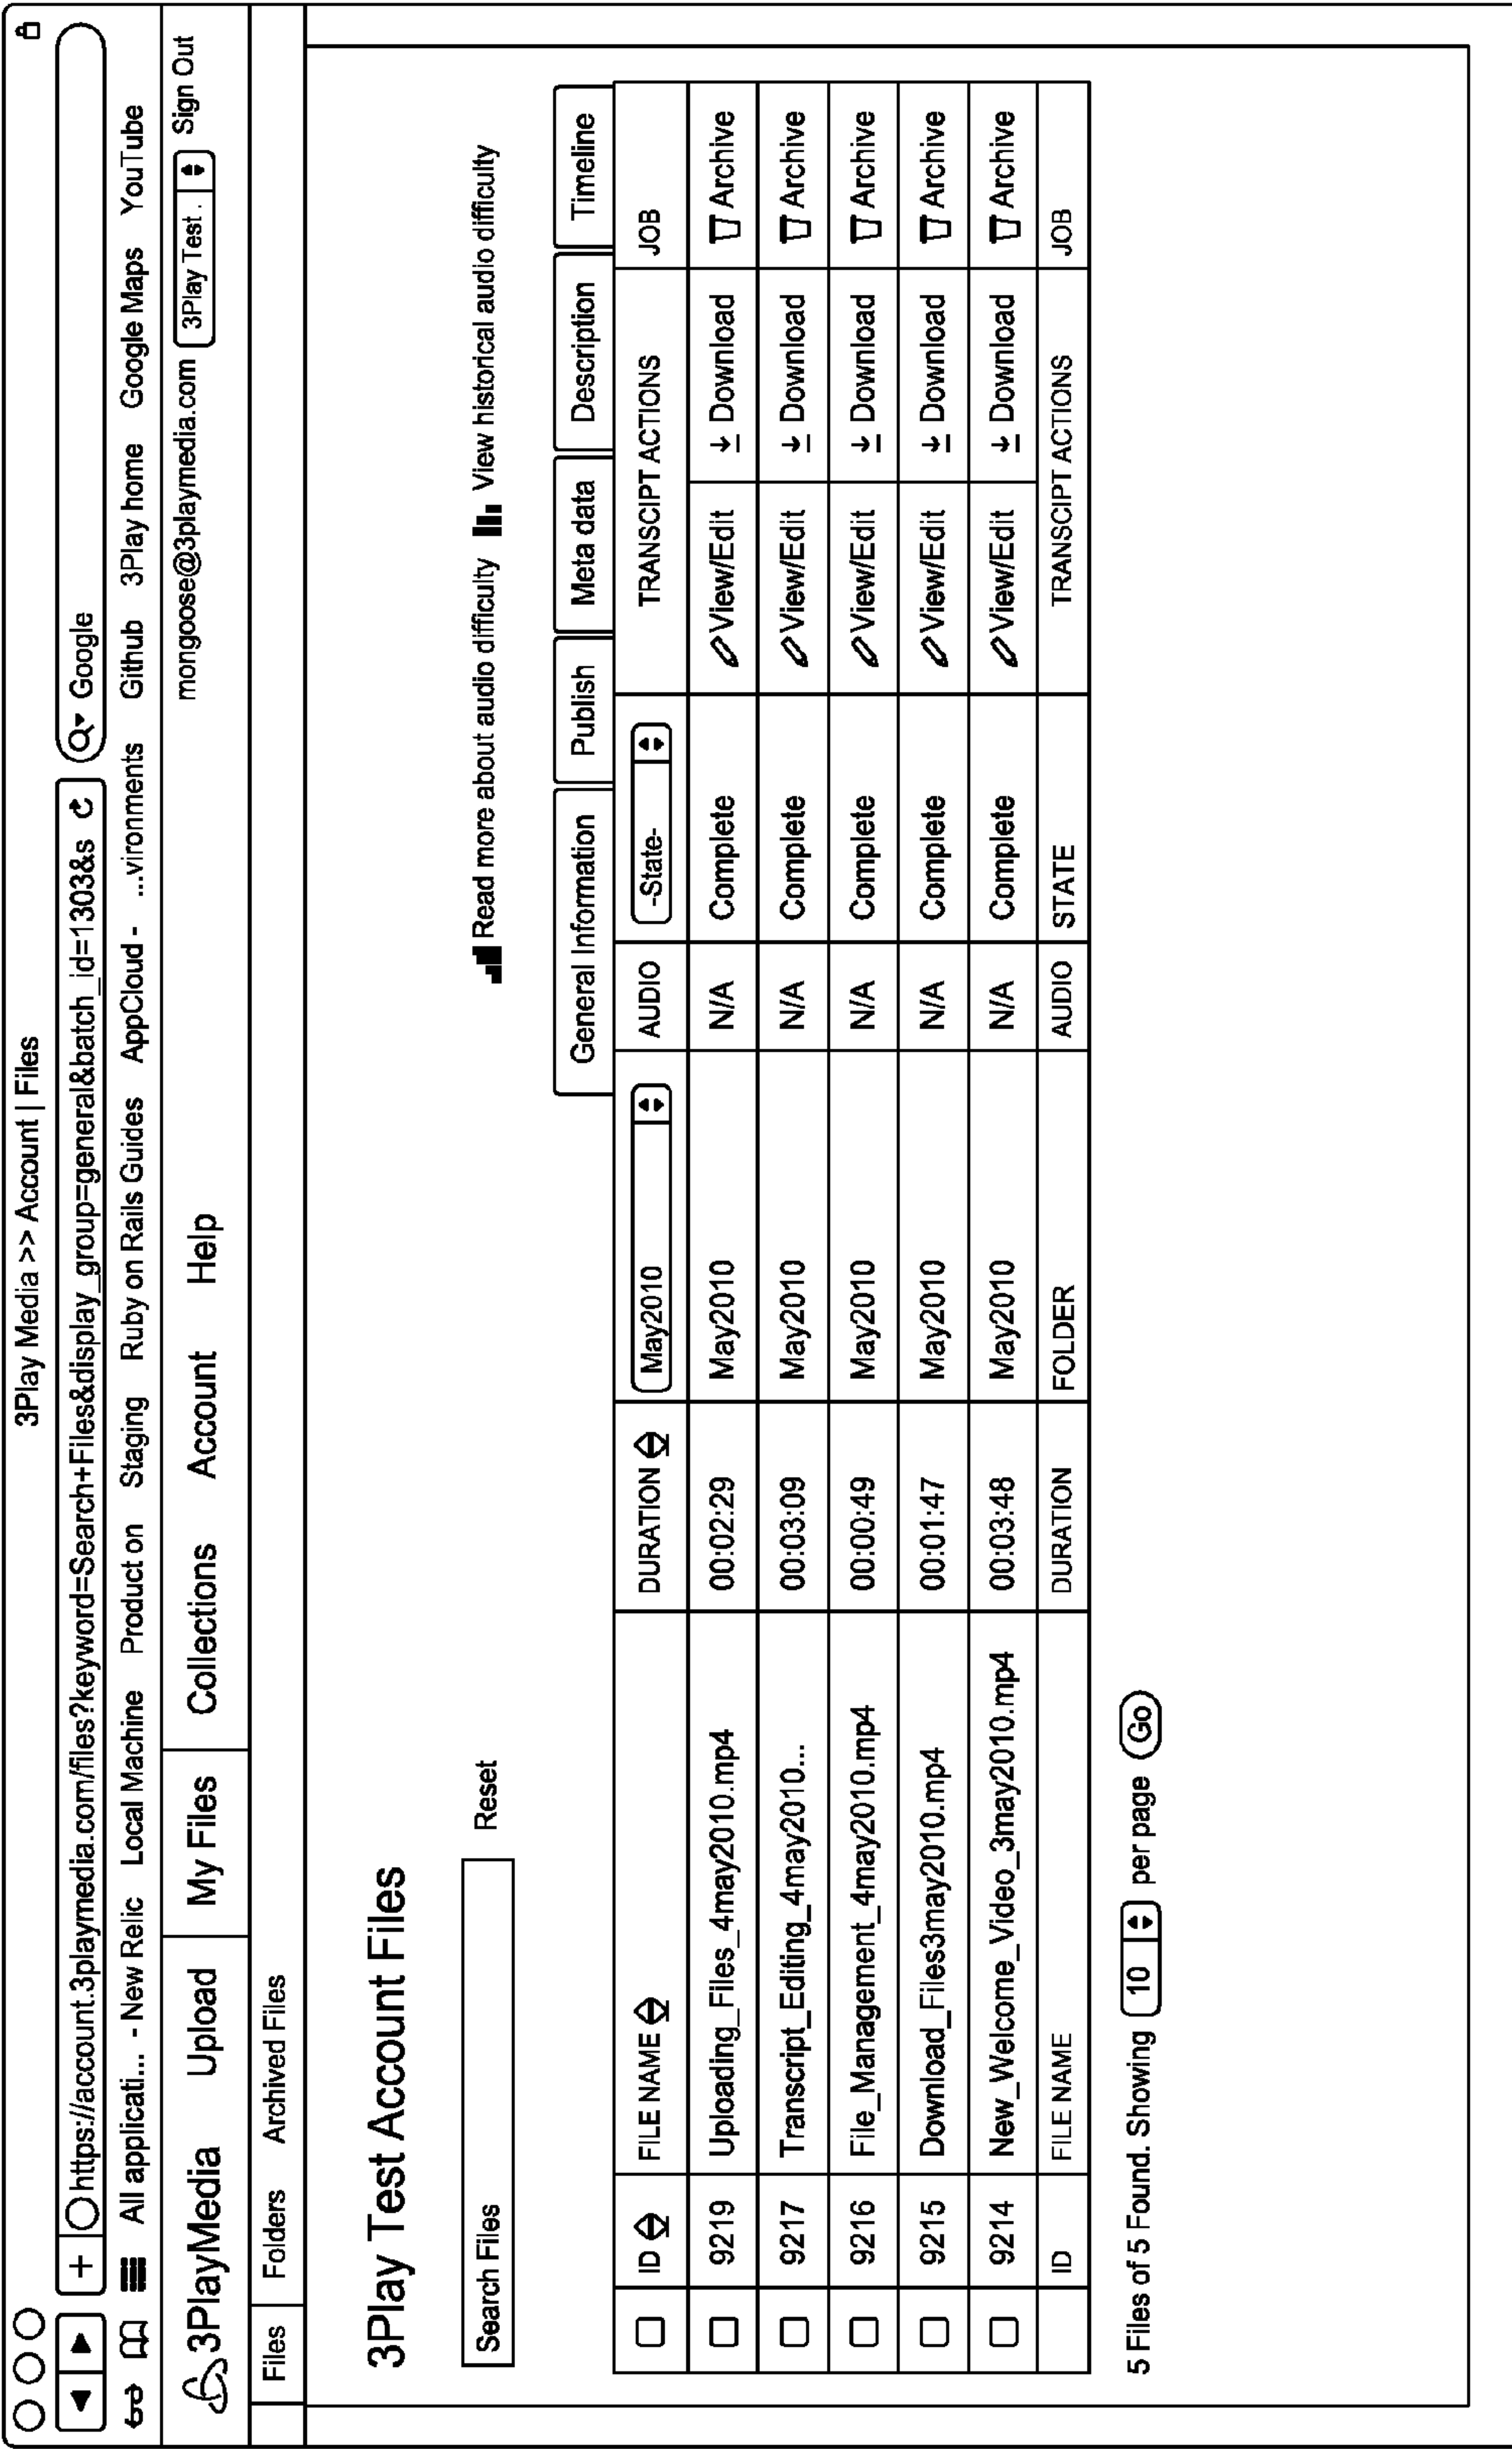 3Play Media >> Account | Files
+ https://account.3playmedia.com/files?keyword=Search+Files&display_group=general&batch_id=1303&s Google
All applicati... - New Relic Local Machine Product on Staging Ruby on Rails Guides AppCloud - ...vironments Github 3Play home Google Maps YouTube
3PlayMedia Upload My Files Collections Account Help mongoose@3playmedia.com 3Play Test . Sign Out
Files Folders Archived Files
3Play Test Account Files
Search Files Reset Read more about audio difficulty View historical audio difficulty
General Information Publish Meta data Description Timeline
ID FILE NAME DURATION May2010 AUDIO -State- TRANSCIPT ACTIONS JOB
9219 Uploading_Files_4may2010.mp4 00:02:29 May2010 N/A Complete View/Edit Download Archive
9217 Transcript_Editing_4may2010... 00:03:09 May2010 N/A Complete View/Edit Download Archive
9216 File_Management_4may2010.mp4 00:00:49 May2010 N/A Complete View/Edit Download Archive
9215 Download_Files3may2010.mp4 00:01:47 May2010 N/A Complete View/Edit Download Archive
9214 New_Welcome_Video_3may2010.mp4 00:03:48 May2010 N/A Complete View/Edit Download Archive
ID FILE NAME DURATION FOLDER AUDIO STATE TRANSCIPT ACTIONS JOB
5 Files of 5 Found. Showing 10 per page Go